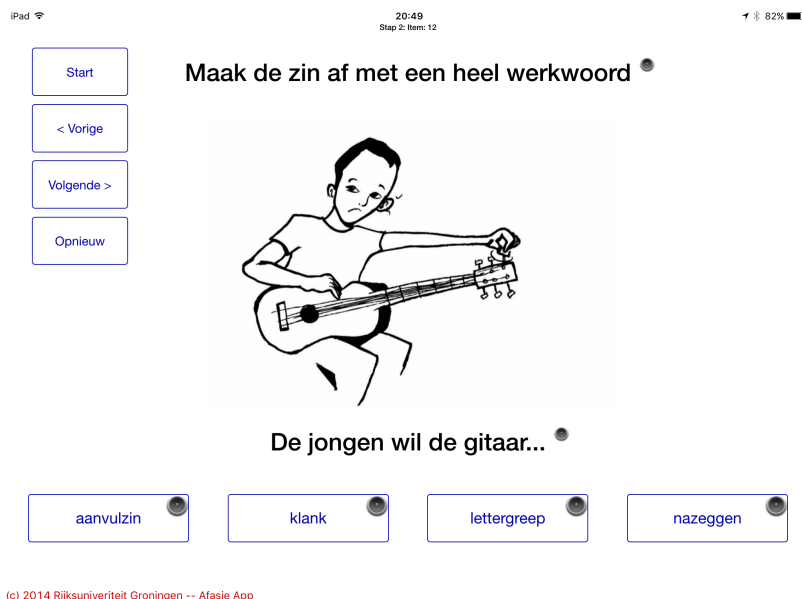 iPad
20:49
82%
Stap 2: Item: 12
Start
Maak de zin af met een heel werkwoord
< Vorige
Volgende >
Opnieuw
De jongen wil de gitaar...
aanvulzin
klank
lettergreep
nazeggen
(c) 2014 Rijksuniveriteit Groningen -- Afasie App